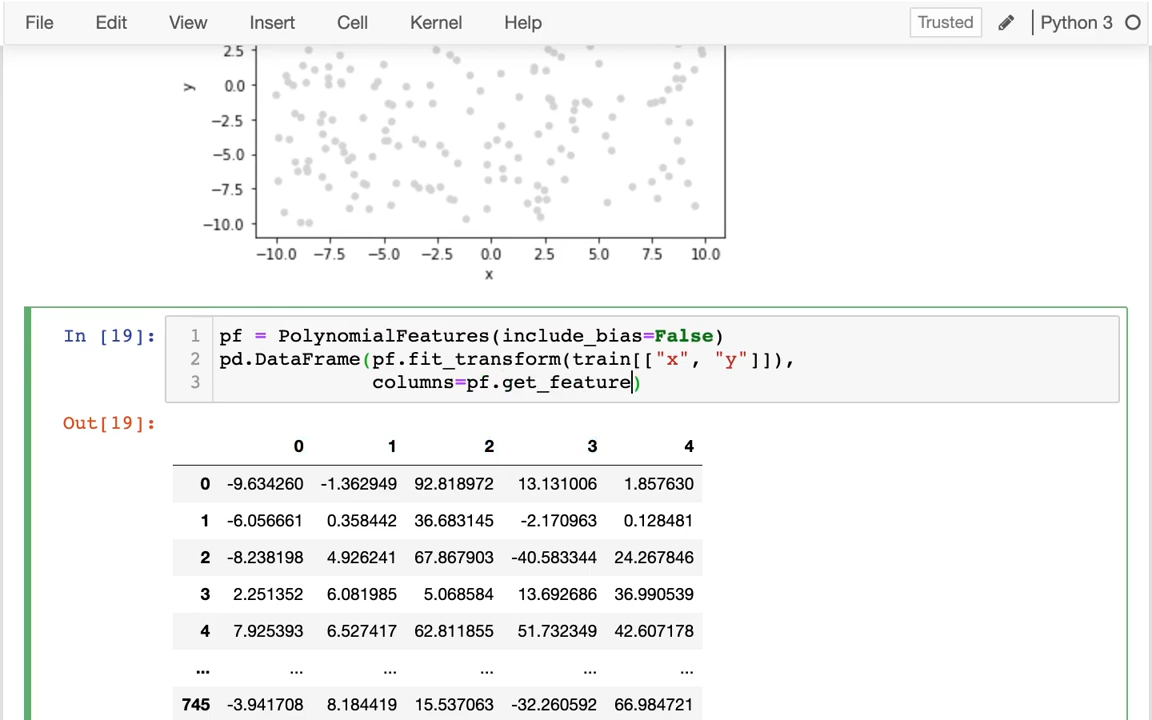 File Edit View Insert Cell Kernel Help Trusted Python 3
2.5
0.0
−2.5
−5.0
−7.5
−10.0
y
−10.0 −7.5 −5.0 −2.5 0.0 2.5 5.0 7.5 10.0
x
In [19]: 1 pf = PolynomialFeatures(include_bias=False)
2 pd.DataFrame(pf.fit_transform(train[["x", "y"]]),
3 columns=pf.get_feature)
Out[19]:
0 1 2 3 4
0 -9.634260 -1.362949 92.818972 13.131006 1.857630
1 -6.056661 0.358442 36.683145 -2.170963 0.128481
2 -8.238198 4.926241 67.867903 -40.583344 24.267846
3 2.251352 6.081985 5.068584 13.692686 36.990539
4 7.925393 6.527417 62.811855 51.732349 42.607178
... ... ... ... ... ...
745 -3.941708 8.184419 15.537063 -32.260592 66.984721